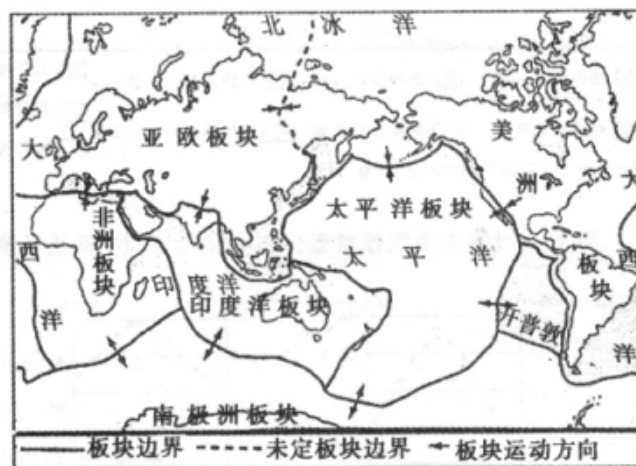 北冰洋
大
亚欧板块
美
洲
大
非洲板块
太平洋板块
西
印度洋
太平洋
板块
西
洋
印度洋板块
开普敦
洋
南极洲板块
板块边界 未定板块边界 板块运动方向